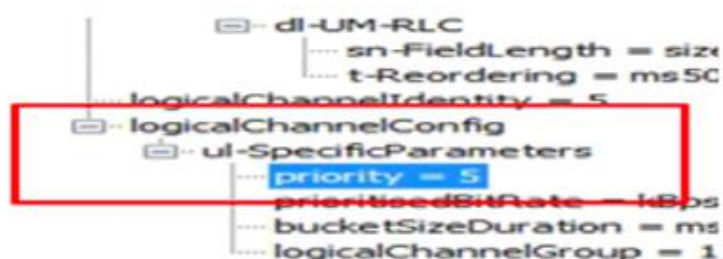 dl-UM-RLC
sn-FieldLength = size
t-Reordering = ms50
logicalChannelIdentity = 5
logicalChannelConfig
ul-SpecificParameters
priority = 5
prioritisedBitRate = kBps
bucketSizeDuration = ms
logicalChannelGroup = 1